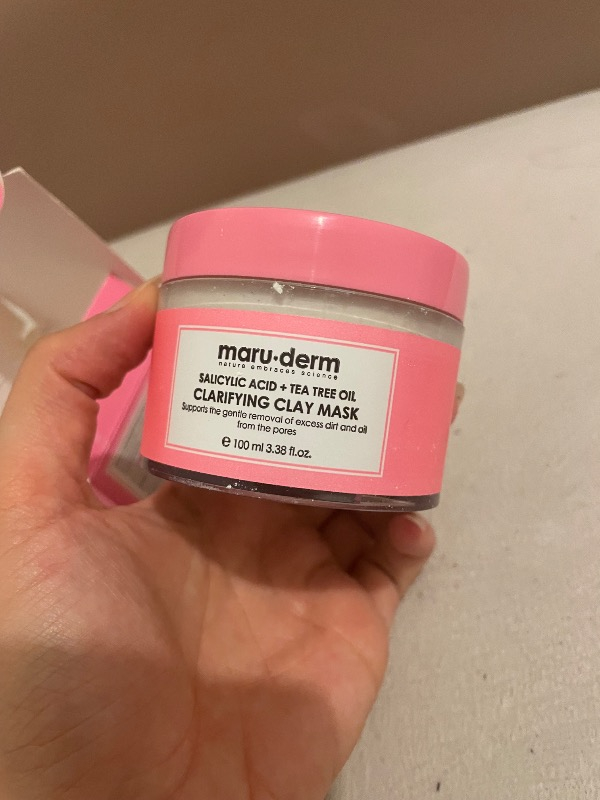 maru·derm
nature embraces science
SALICYLIC ACID + TEA TREE OIL
CLARIFYING CLAY MASK
Supports the gentle removal of excess dirt and oil
from the pores
e 100 ml 3.38 fl.oz.